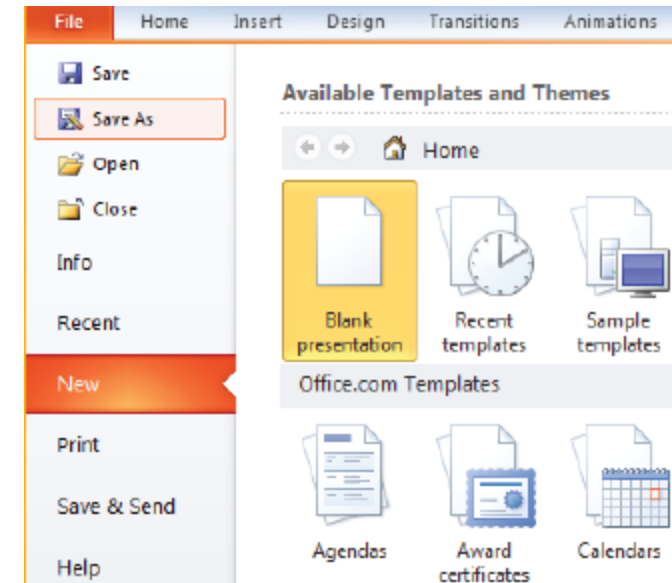 File Home Insert Design Transitions Animations
Save
Save As
Open
Close
Info
Recent
New
Print
Save & Send
Help
Available Templates and Themes
Home
Blank presentation
Recent templates
Sample templates
Office.com Templates
Agendas
Award certificates
Calendars